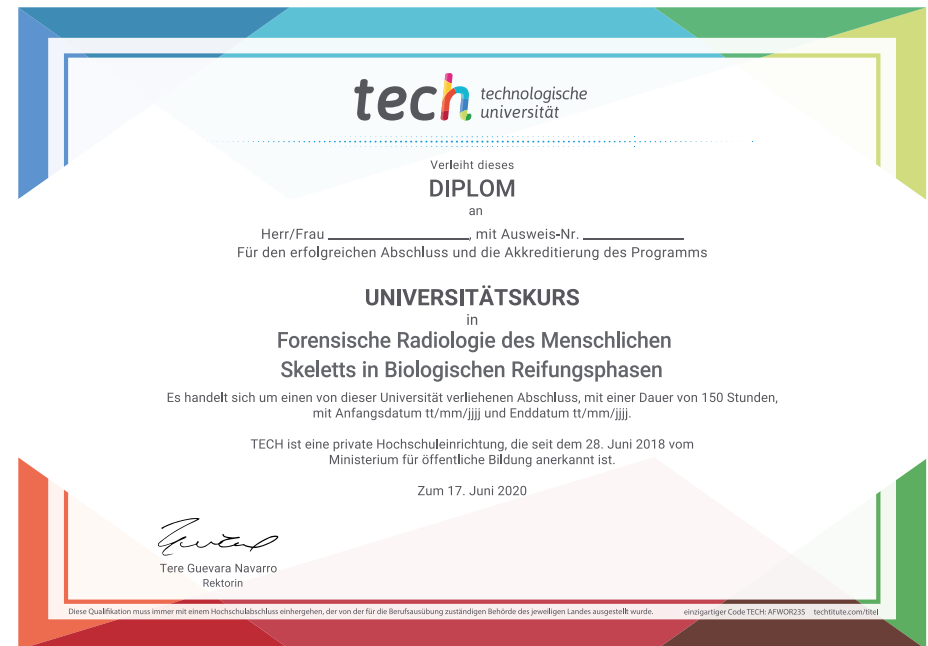 tech technologische
universität
Verleiht dieses
DIPLOM
an
Herr/Frau ____________________, mit Ausweis-Nr. ______________
Für den erfolgreichen Abschluss und die Akkreditierung des Programms
UNIVERSITÄTSKURS
in
Forensische Radiologie des Menschlichen
Skeletts in Biologischen Reifungsphasen
Es handelt sich um einen von dieser Universität verliehenen Abschluss, mit einer Dauer von 150 Stunden,
mit Anfangsdatum tt/mm/jjjj und Enddatum tt/mm/jjjj.
TECH ist eine private Hochschuleinrichtung, die seit dem 28. Juni 2018 vom
Ministerium für öffentliche Bildung anerkannt ist.
Zum 17. Juni 2020
Tere Guevara Navarro
Rektorin
Diese Qualifikation muss immer mit einem Hochschulabschluss einhergehen, der von der für die Berufsausübung zuständigen Behörde des jeweiligen Landes ausgestellt wurde. einzigartiger Code TECH: AFWOR235 techtitute.com/titel